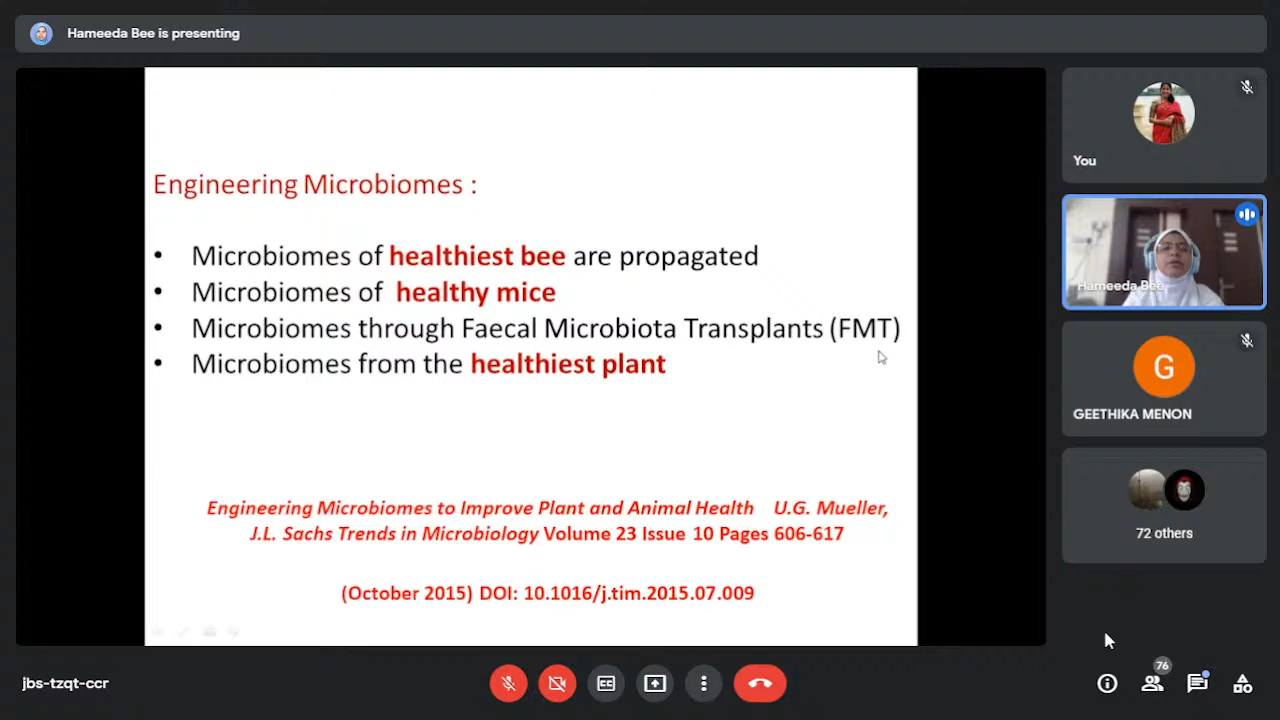 Hameeda Bee is presenting
Engineering Microbiomes :
• Microbiomes of healthiest bee are propagated
• Microbiomes of healthy mice
• Microbiomes through Faecal Microbiota Transplants (FMT)
• Microbiomes from the healthiest plant
Engineering Microbiomes to Improve Plant and Animal Health U.G. Mueller,
J.L. Sachs Trends in Microbiology Volume 23 Issue 10 Pages 606-617
(October 2015) DOI: 10.1016/j.tim.2015.07.009
You
Hameeda Bee
G
GEETHIKA MENON
72 others
jbs-tzqt-ccr
CC
76